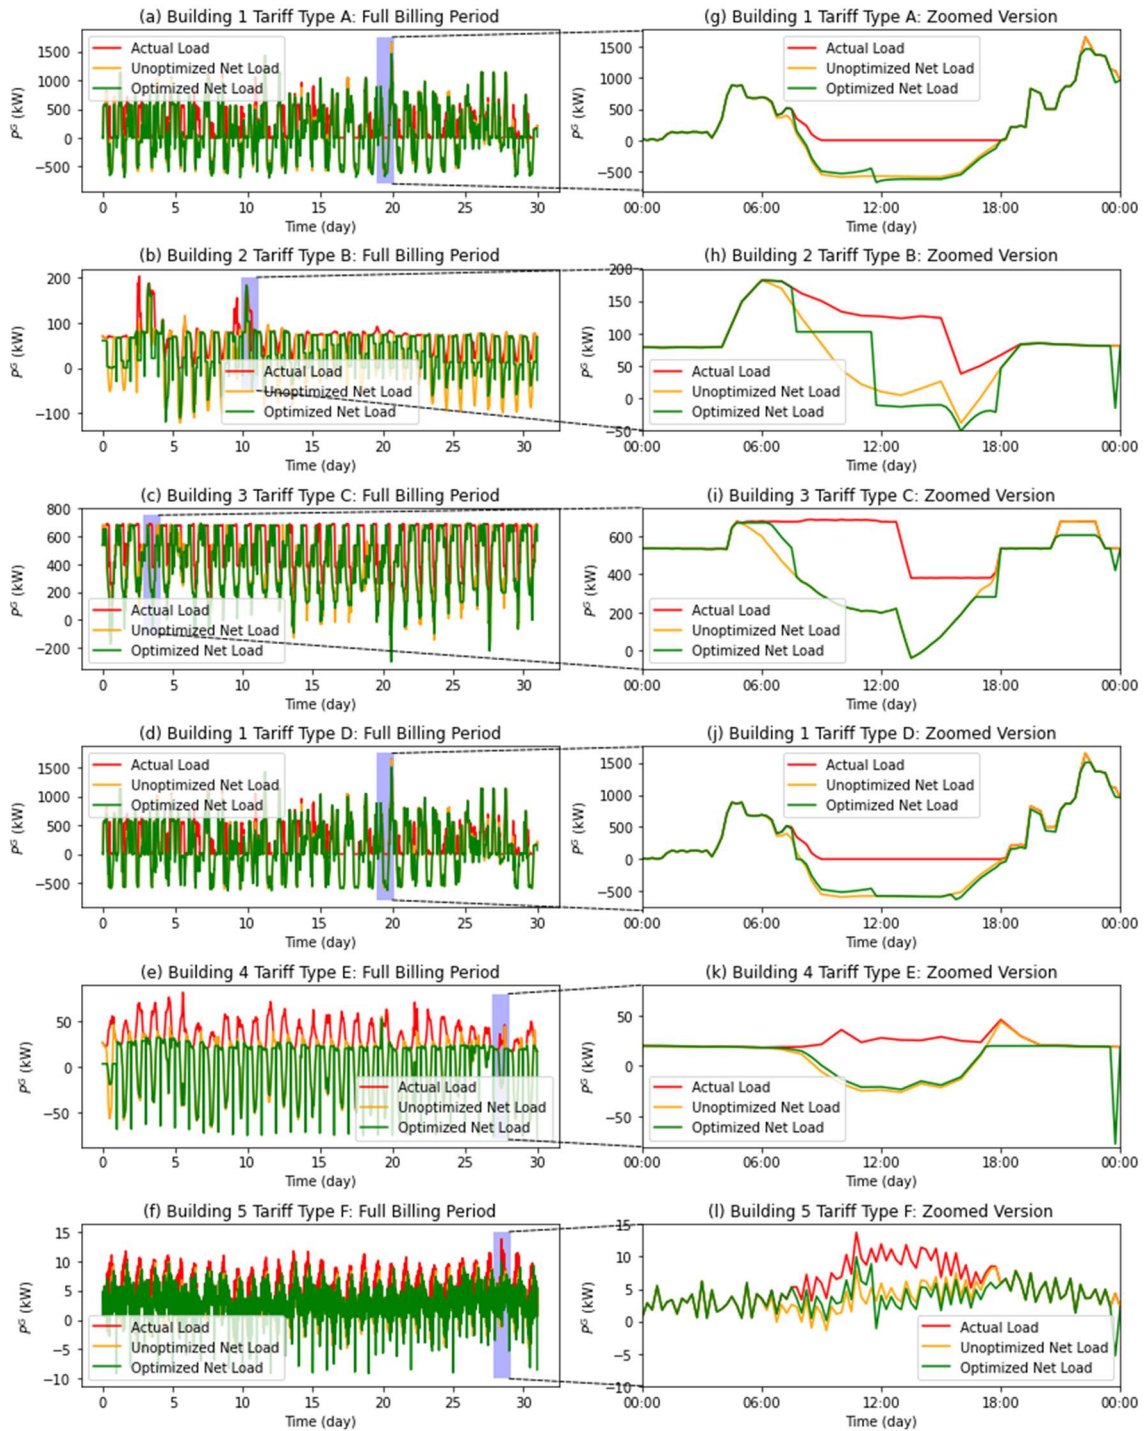 (a) Building 1 Tariff Type A: Full Billing Period
1500
1000
500
0
−500
P^G (kW)
Actual Load
Unoptimized Net Load
Optimized Net Load
0 5 10 15 20 25 30
Time (day)
(g) Building 1 Tariff Type A: Zoomed Version
1500
1000
500
0
−500
P^G (kW)
Actual Load
Unoptimized Net Load
Optimized Net Load
00:00 06:00 12:00 18:00 00:00
Time (day)
(b) Building 2 Tariff Type B: Full Billing Period
200
100
0
−100
P^G (kW)
Actual Load
Unoptimized Net Load
Optimized Net Load
0 5 10 15 20 25 30
Time (day)
(h) Building 2 Tariff Type B: Zoomed Version
200
150
100
50
0
−50
P^G (kW)
Actual Load
Unoptimized Net Load
Optimized Net Load
00:00 06:00 12:00 18:00 00:00
Time (day)
(c) Building 3 Tariff Type C: Full Billing Period
800
600
400
200
0
−200
P^G (kW)
Actual Load
Unoptimized Net Load
Optimized Net Load
0 5 10 15 20 25 30
Time (day)
(i) Building 3 Tariff Type C: Zoomed Version
600
400
200
0
P^G (kW)
Actual Load
Unoptimized Net Load
Optimized Net Load
00:00 06:00 12:00 18:00 00:00
Time (day)
(d) Building 1 Tariff Type D: Full Billing Period
1500
1000
500
0
−500
P^G (kW)
Actual Load
Unoptimized Net Load
Optimized Net Load
0 5 10 15 20 25 30
Time (day)
(j) Building 1 Tariff Type D: Zoomed Version
1500
1000
500
0
−500
P^G (kW)
Actual Load
Unoptimized Net Load
Optimized Net Load
00:00 06:00 12:00 18:00 00:00
Time (day)
(e) Building 4 Tariff Type E: Full Billing Period
50
0
−50
P^G (kW)
Actual Load
Unoptimized Net Load
Optimized Net Load
0 5 10 15 20 25 30
Time (day)
(k) Building 4 Tariff Type E: Zoomed Version
50
0
−50
P^G (kW)
Actual Load
Unoptimized Net Load
Optimized Net Load
00:00 06:00 12:00 18:00 00:00
Time (day)
(f) Building 5 Tariff Type F: Full Billing Period
15
10
5
0
−5
−10
P^G (kW)
Actual Load
Unoptimized Net Load
Optimized Net Load
0 5 10 15 20 25 30
Time (day)
(l) Building 5 Tariff Type F: Zoomed Version
15
10
5
0
−5
−10
P^G (kW)
Actual Load
Unoptimized Net Load
Optimized Net Load
00:00 06:00 12:00 18:00 00:00
Time (day)